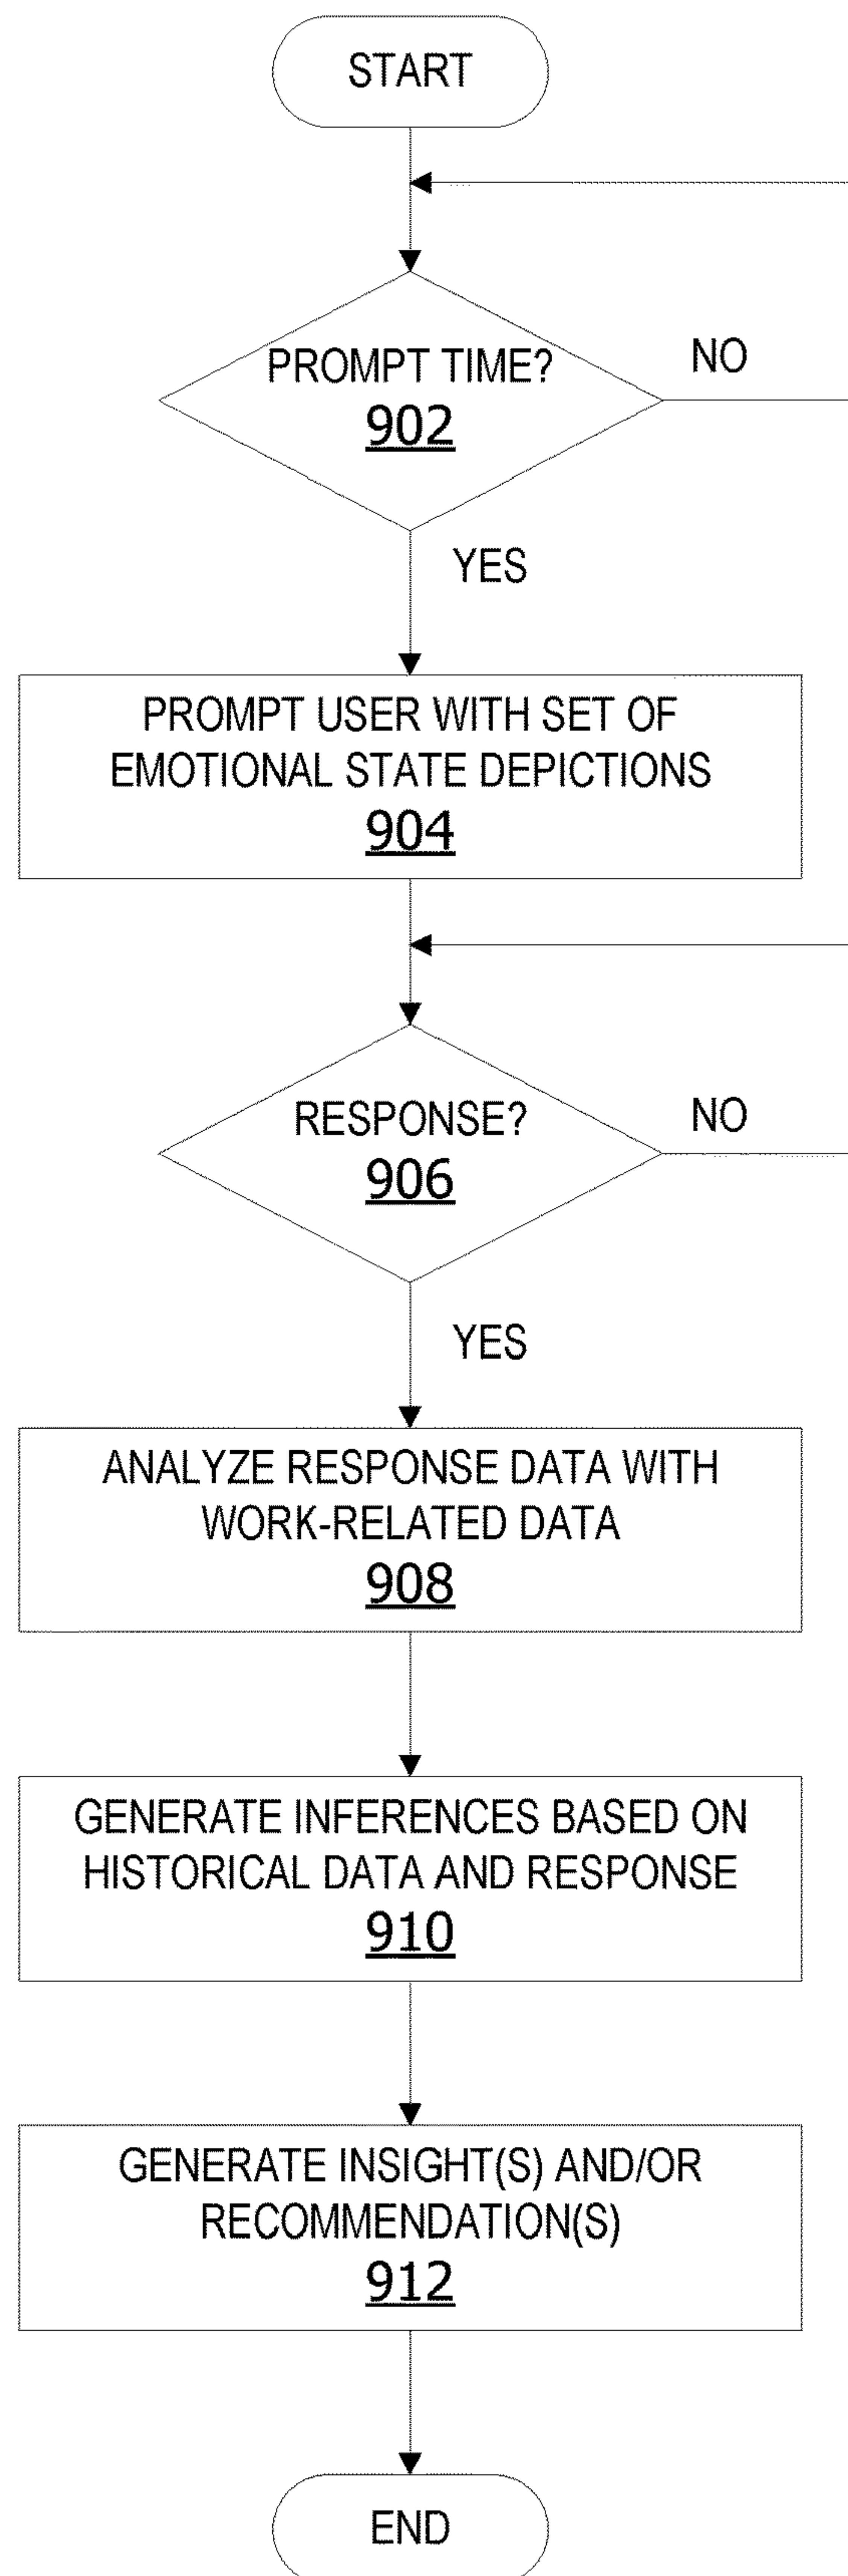 START
PROMPT TIME?
902
NO
YES
PROMPT USER WITH SET OF
EMOTIONAL STATE DEPICTIONS
904
RESPONSE?
906
NO
YES
ANALYZE RESPONSE DATA WITH
WORK-RELATED DATA
908
GENERATE INFERENCES BASED ON
HISTORICAL DATA AND RESPONSE
910
GENERATE INSIGHT(S) AND/OR
RECOMMENDATION(S)
912
END